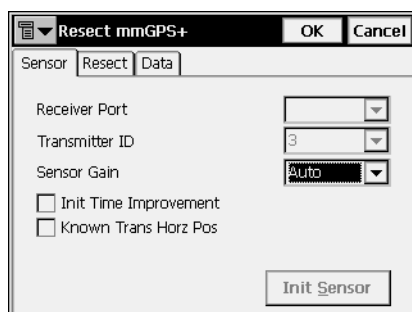 Resect mmGPS+ OK Cancel
Sensor Resect Data
Receiver Port
Transmitter ID 3
Sensor Gain Auto
Init Time Improvement
Known Trans Horz Pos
Init Sensor